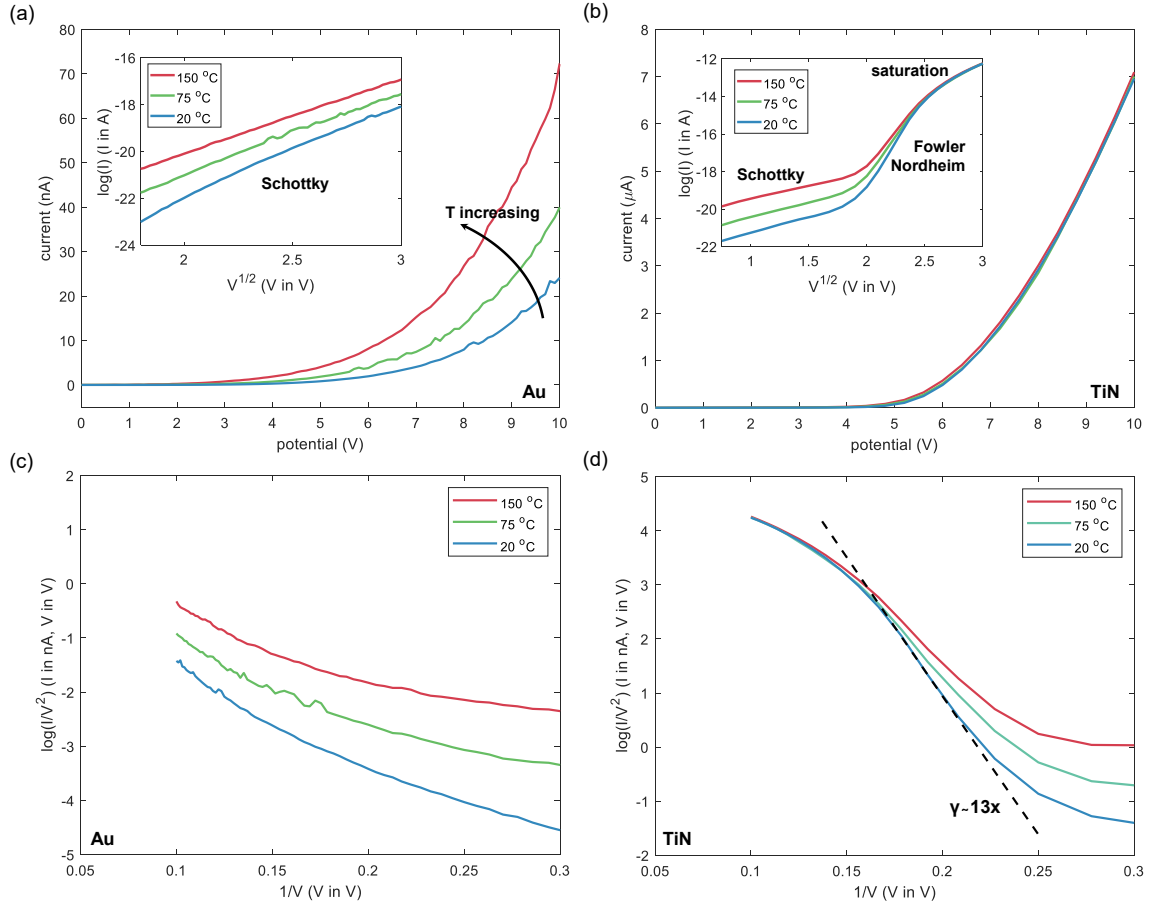 (a)
80
70
60
50
40
30
20
10
0
current (nA)
0 1 2 3 4 5 6 7 8 9 10
potential (V)
-16
-18
-20
-22
-24
log(I) (I in A)
2 2.5 3
V^1/2 (V in V)
150 °C
75 °C
20 °C
Schottky
T increasing
Au
(b)
8
7
6
5
4
3
2
1
0
current (μA)
0 1 2 3 4 5 6 7 8 9 10
potential (V)
-12
-14
-16
-18
-20
-22
log(I) (I in A)
1 1.5 2 2.5 3
V^1/2 (V in V)
150 °C
75 °C
20 °C
saturation
Fowler
Nordheim
Schottky
TiN
(c)
2
1
0
-1
-2
-3
-4
-5
log(I/V^2) (I in nA, V in V)
0.05 0.1 0.15 0.2 0.25 0.3
1/V (V in V)
150 °C
75 °C
20 °C
Au
(d)
5
4
3
2
1
0
-1
-2
log(I/V^2) (I in nA, V in V)
0.05 0.1 0.15 0.2 0.25 0.3
1/V (V in V)
150 °C
75 °C
20 °C
γ~13x
TiN